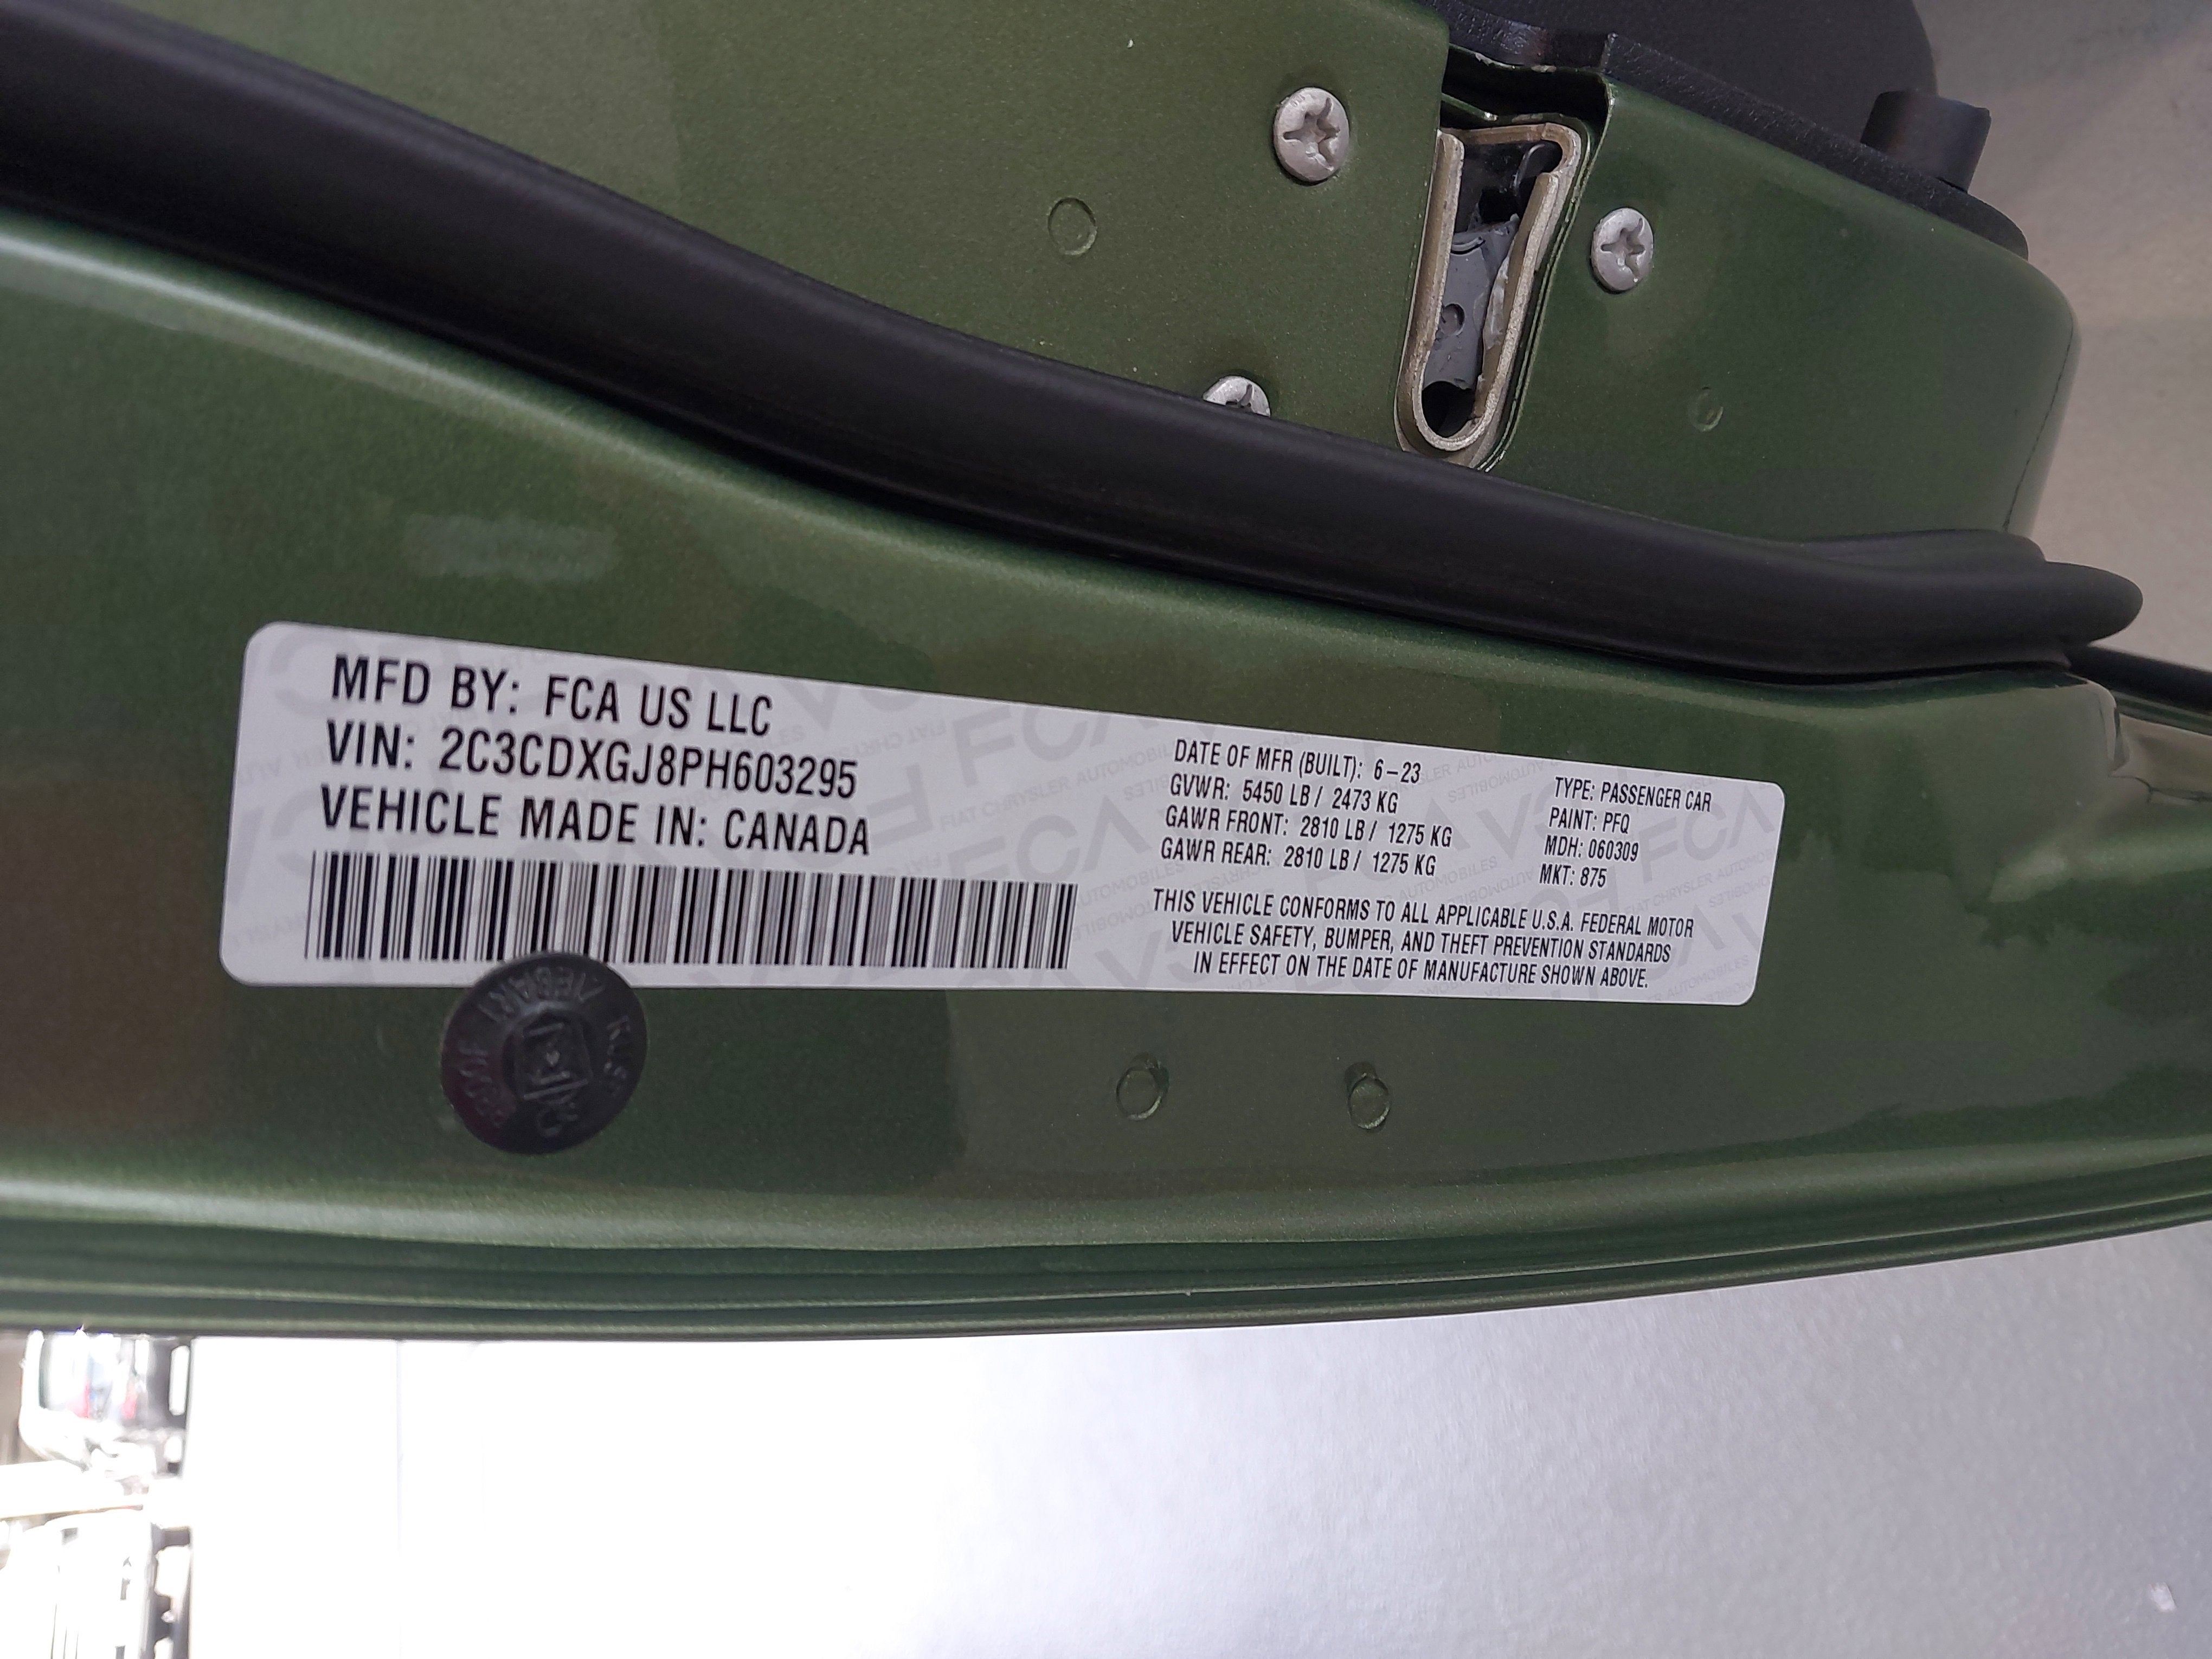 MFD BY: FCA US LLC
VIN: 2C3CDXGJ8PH603295
VEHICLE MADE IN: CANADA
DATE OF MFR (BUILT): 6-23
GVWR: 5450 LB / 2473 KG
GAWR FRONT: 2810 LB / 1275 KG
GAWR REAR: 2810 LB / 1275 KG
TYPE: PASSENGER CAR
PAINT: PFQ
MDH: 060309
MKT: 875
THIS VEHICLE CONFORMS TO ALL APPLICABLE U.S.A. FEDERAL MOTOR
VEHICLE SAFETY, BUMPER, AND THEFT PREVENTION STANDARDS
IN EFFECT ON THE DATE OF MANUFACTURE SHOWN ABOVE.